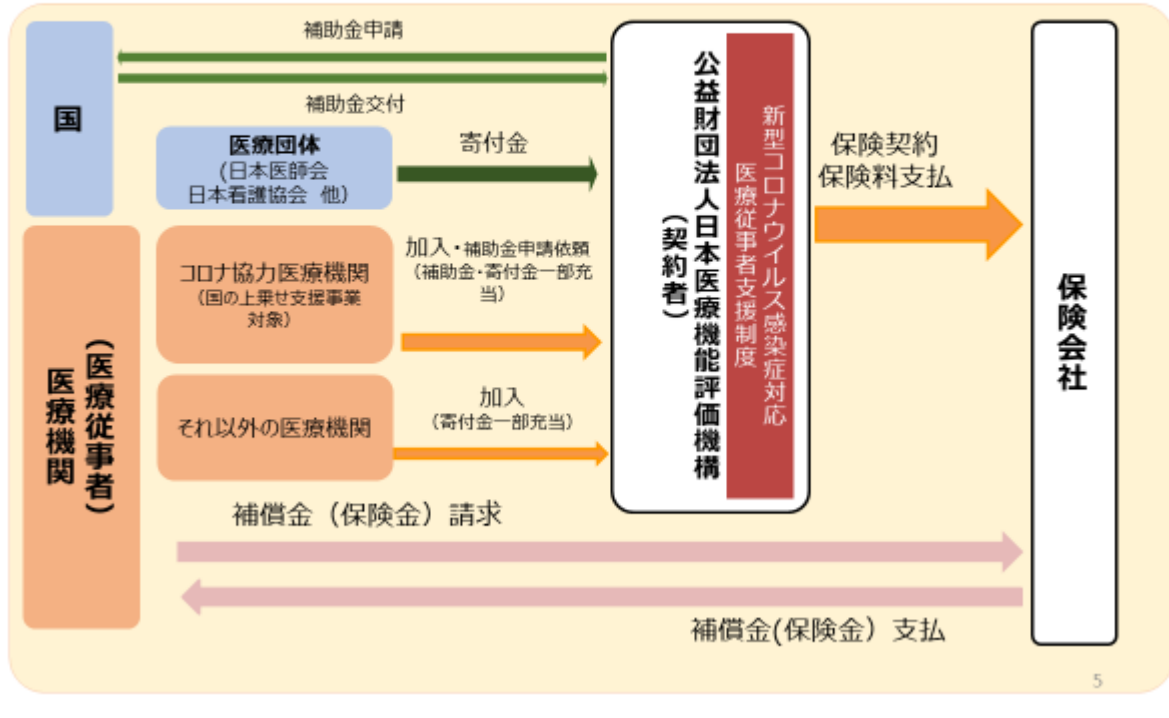 補助金申請
国
補助金交付
医療団体
(日本医師会
日本看護協会 他)
寄付金
公益財団法人日本医療機能評価機構
(契約者)
新型コロナウイルス感染症対応
医療従事者支援制度
保険契約
保険料支払
保険会社
医療機関
(医療従事者)
コロナ協力医療機関
(国の上乗せ支援事業
対象)
加入・補助金申請依頼
(補助金・寄付金一部充
当)
それ以外の医療機関
加入
(寄付金一部充当)
補償金(保険金)請求
補償金(保険金)支払
5